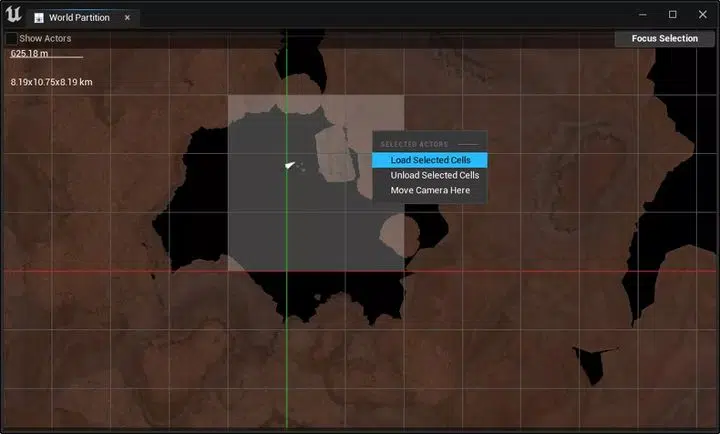 World Partition
Show Actors
Focus Selection
625.18 m
8.19x10.75x8.19 km
SELECTED ACTORS
Load Selected Cells
Unload Selected Cells
Move Camera Here